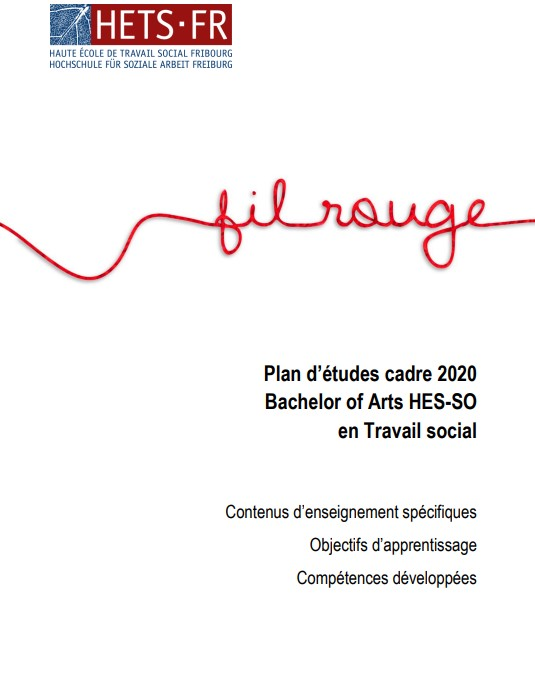 HETS·FR
HAUTE ÉCOLE DE TRAVAIL SOCIAL FRIBOURG
HOCHSCHULE FÜR SOZIALE ARBEIT FREIBURG
fil rouge
Plan d'études cadre 2020
Bachelor of Arts HES-SO
en Travail social
Contenus d'enseignement spécifiques
Objectifs d'apprentissage
Compétences développées